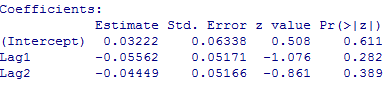 Coefficients:
            Estimate Std. Error z value Pr(>|z|)
(Intercept)  0.03222    0.06338   0.508    0.611
Lag1        -0.05562    0.05171  -1.076    0.282
Lag2        -0.04449    0.05166  -0.861    0.389